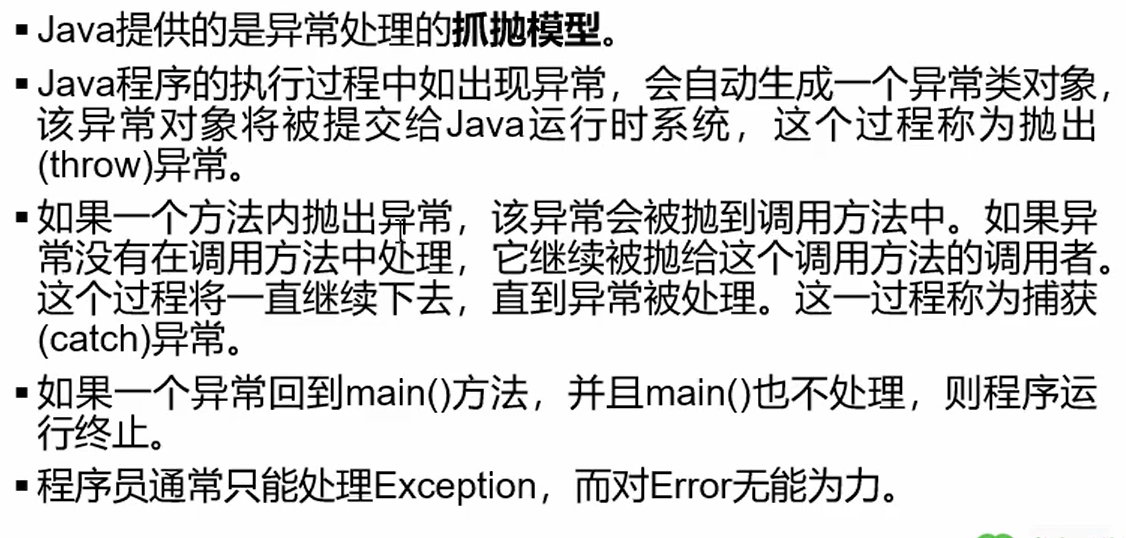 ▪ Java提供的是异常处理的抓抛模型。
▪ Java程序的执行过程中如出现异常，会自动生成一个异常类对象，
该异常对象将被提交给Java运行时系统，这个过程称为抛出
(throw)异常。
▪ 如果一个方法内抛出异常，该异常会被抛到调用方法中。如果异
常没有在调用方法中处理，它继续被抛给这个调用方法的调用者。
这个过程将一直继续下去，直到异常被处理。这一过程称为捕获
(catch)异常。
▪ 如果一个异常回到main()方法，并且main()也不处理，则程序运
行终止。
▪ 程序员通常只能处理Exception，而对Error无能为力。